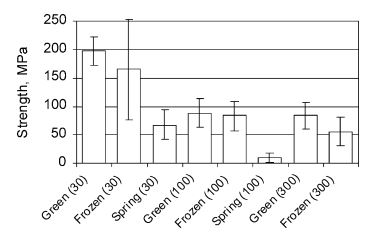 Strength, MPa
250
200
150
100
50
0
Green (30)
Frozen (30)
Spring (30)
Green (100)
Frozen (100)
Spring (100)
Green (300)
Frozen (300)